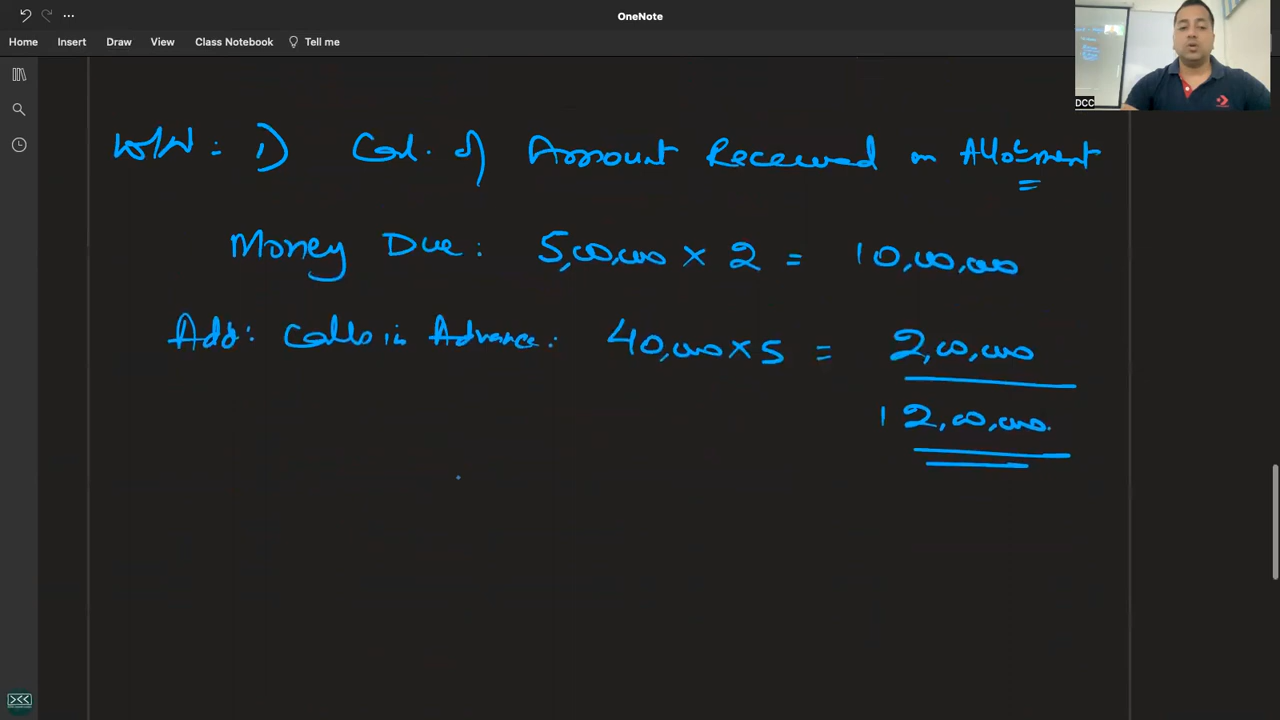 OneNote
Home Insert Draw View Class Notebook Tell me
DCC
W/N: 1) Cal. of Amount Received on Allotment
Money Due: 5,00,000 × 2 = 10,00,000
Add: Calls in Advance: 40,000 × 5 = 2,00,000
12,00,000.